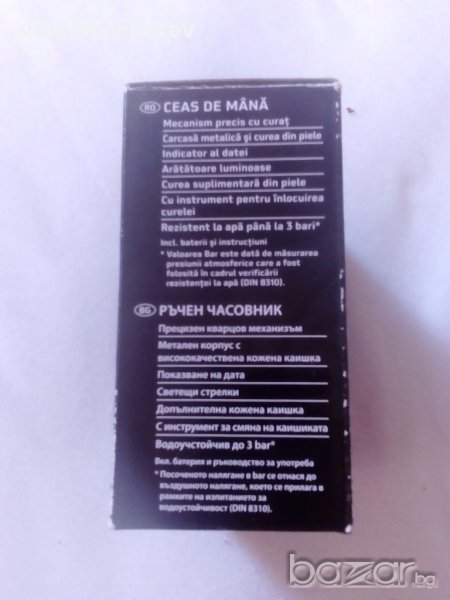 RO CEAS DE MÂNĂ
Mecanism precis cu curaț
Carcasă metalică și curea din piele
Indicator al datei
Arătătoare luminoase
Curea suplimentară din piele
Cu instrument pentru înlocuirea
curelei
Rezistent la apă până la 3 bari*
Incl. baterii și instrucțiuni
* Valoarea Bar este dată de măsurarea
presiunii atmosferice care a fost
folosită în cadrul verificării
rezistenței la apă (DIN 8310).
BG РЪЧЕН ЧАСОВНИК
Прецизен кварцов механизъм
Метален корпус с
висококачествена кожена каишка
Показване на дата
Светещи стрелки
Допълнителна кожена каишка
С инструмент за смяна на каишиката
Водоучстойчив до 3 bar*
Вкл. батерия и ръководство за употреба
* Посоченото налягане в bar се отнася до
въздушното налягане, което се прилага в
рамките на изпитанието за
водоустойчивост (DIN 8310).
bazar.bg